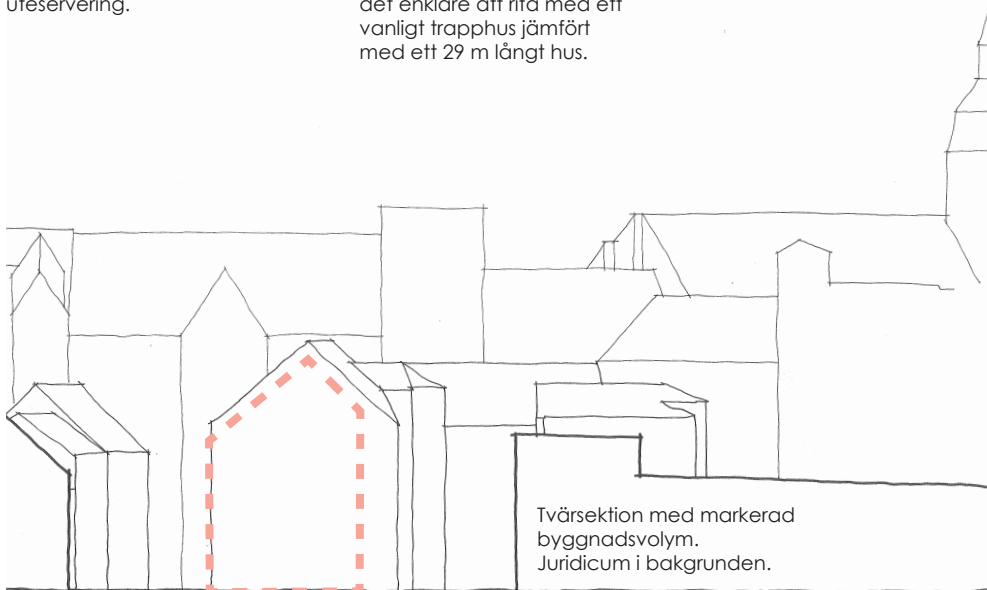 uteservering.
det enklare att rita med ett
vanligt trapphus jämfört
med ett 29 m långt hus.
Tvärsektion med markerad
byggnadsvolym.
Juridicum i bakgrunden.